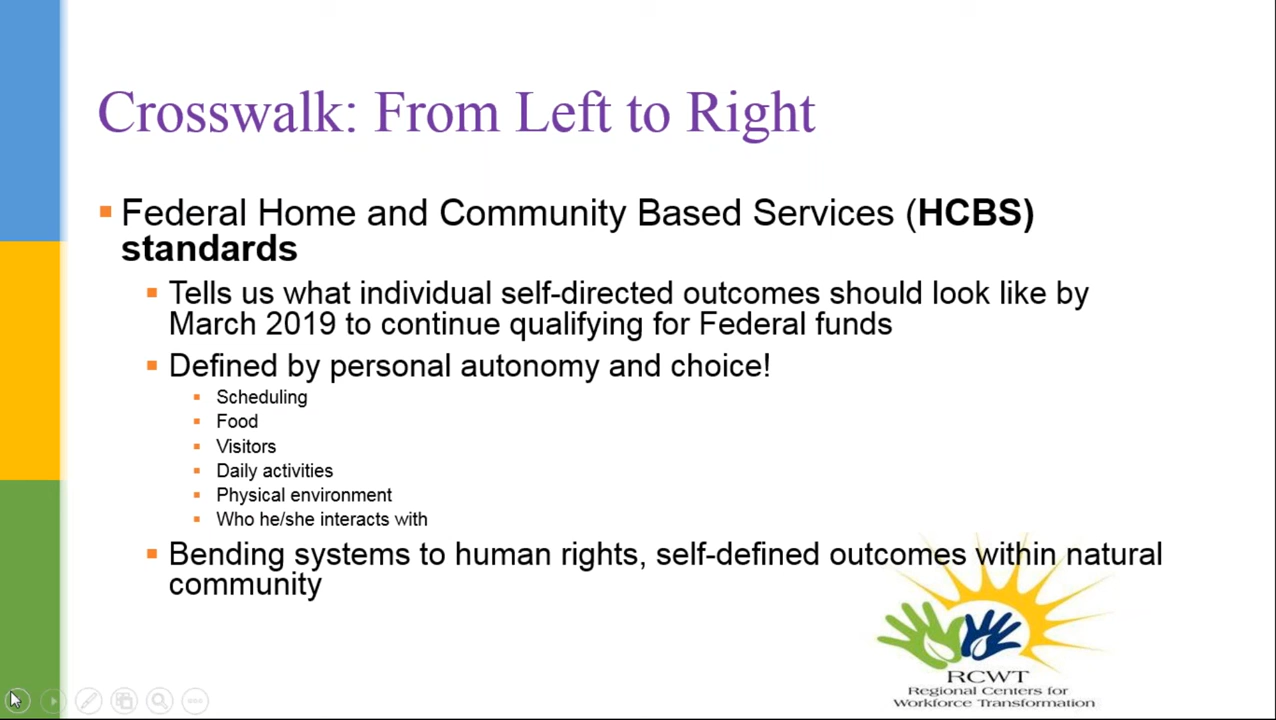 Crosswalk: From Left to Right
Federal Home and Community Based Services (HCBS)
standards
Tells us what individual self-directed outcomes should look like by
March 2019 to continue qualifying for Federal funds
Defined by personal autonomy and choice!
Scheduling
Food
Visitors
Daily activities
Physical environment
Who he/she interacts with
Bending systems to human rights, self-defined outcomes within natural
community
RCWT
Regional Centers for
Workforce Transformation